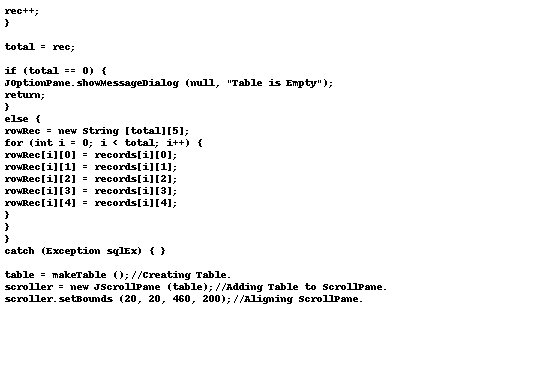 rec++;
}
total = rec;
if (total == 0) {
JOptionPane.showMessageDialog (null, "Table is Empty");
return;
}
else {
rowRec = new String [total][5];
for (int i = 0; i < total; i++) {
rowRec[i][0] = records[i][0];
rowRec[i][1] = records[i][1];
rowRec[i][2] = records[i][2];
rowRec[i][3] = records[i][3];
rowRec[i][4] = records[i][4];
}
}
}
catch (Exception sqlEx) { }
table = makeTable ();//Creating Table.
scroller = new JScrollPane (table);//Adding Table to ScrollPane.
scroller.setBounds (20, 20, 460, 200);//Aligning ScrollPane.